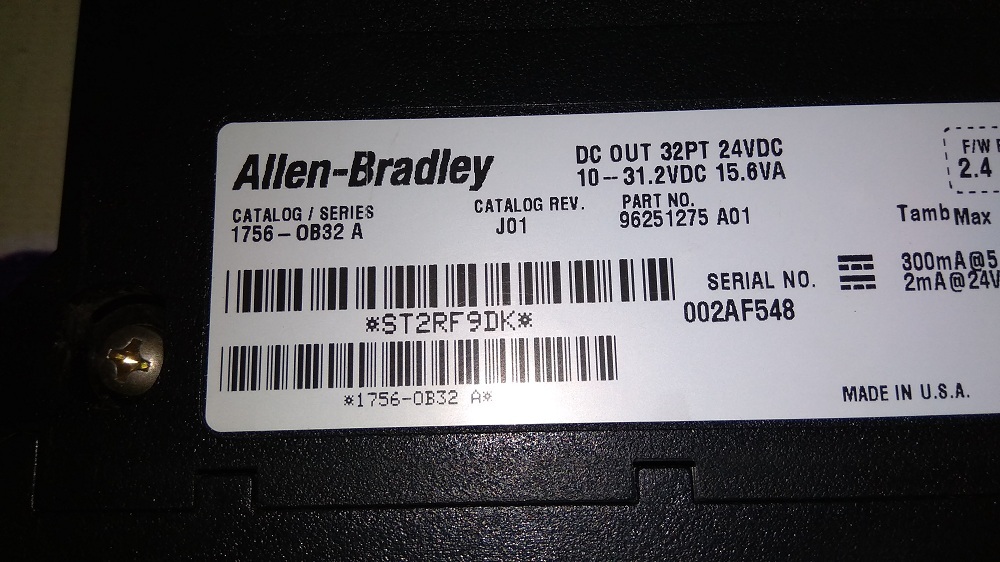 Allen-Bradley
DC OUT 32PT 24VDC
10-31.2VDC 15.6VA
F/W
2.4
CATALOG / SERIES
1756-OB32 A
CATALOG REV.
J01
PART NO.
96251275 A01
Tamb Max
SERIAL NO.
002AF548
300mA@5
2mA@24V
*ST2RF9DK*
*1756-OB32 A*
MADE IN U.S.A.